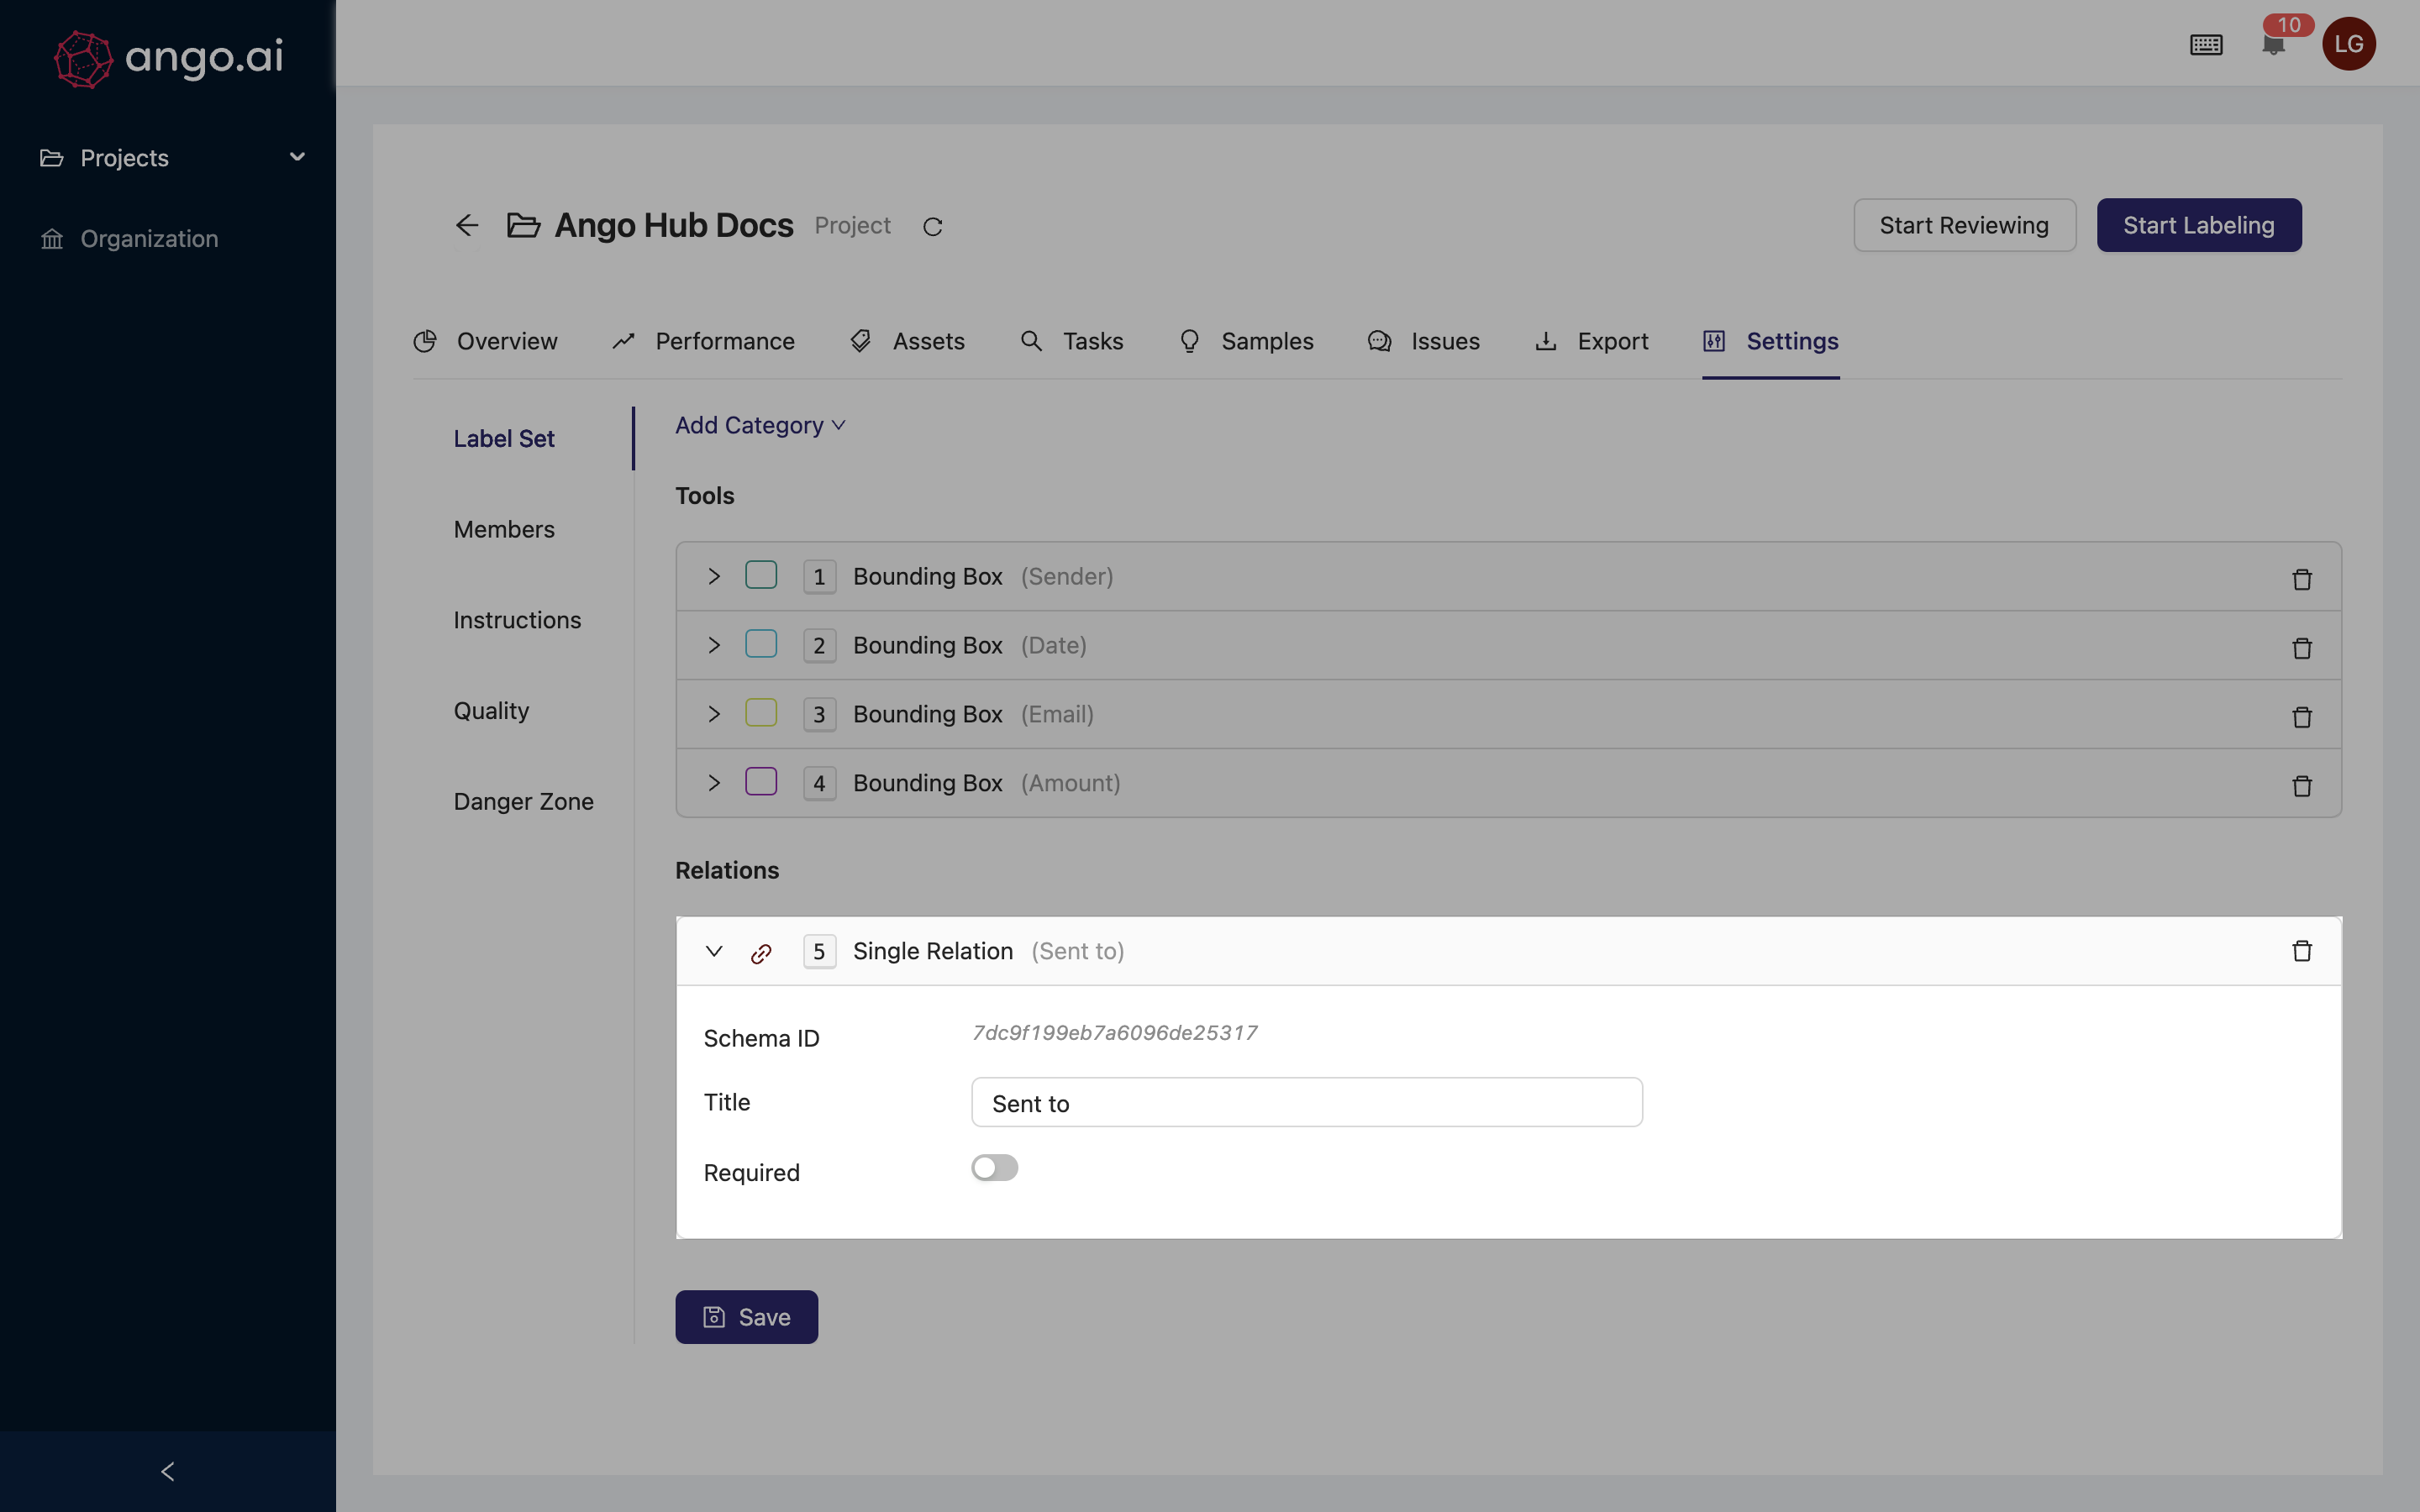 ango.ai
10
LG
Projects
Organization
Ango Hub Docs Project
Start Reviewing
Start Labeling
Overview
Performance
Assets
Tasks
Samples
Issues
Export
Settings
Label Set
Members
Instructions
Quality
Danger Zone
Add Category
Tools
1 Bounding Box (Sender)
2 Bounding Box (Date)
3 Bounding Box (Email)
4 Bounding Box (Amount)
Relations
5 Single Relation (Sent to)
Schema ID 7dc9f199eb7a6096de25317
Title Sent to
Required
Save